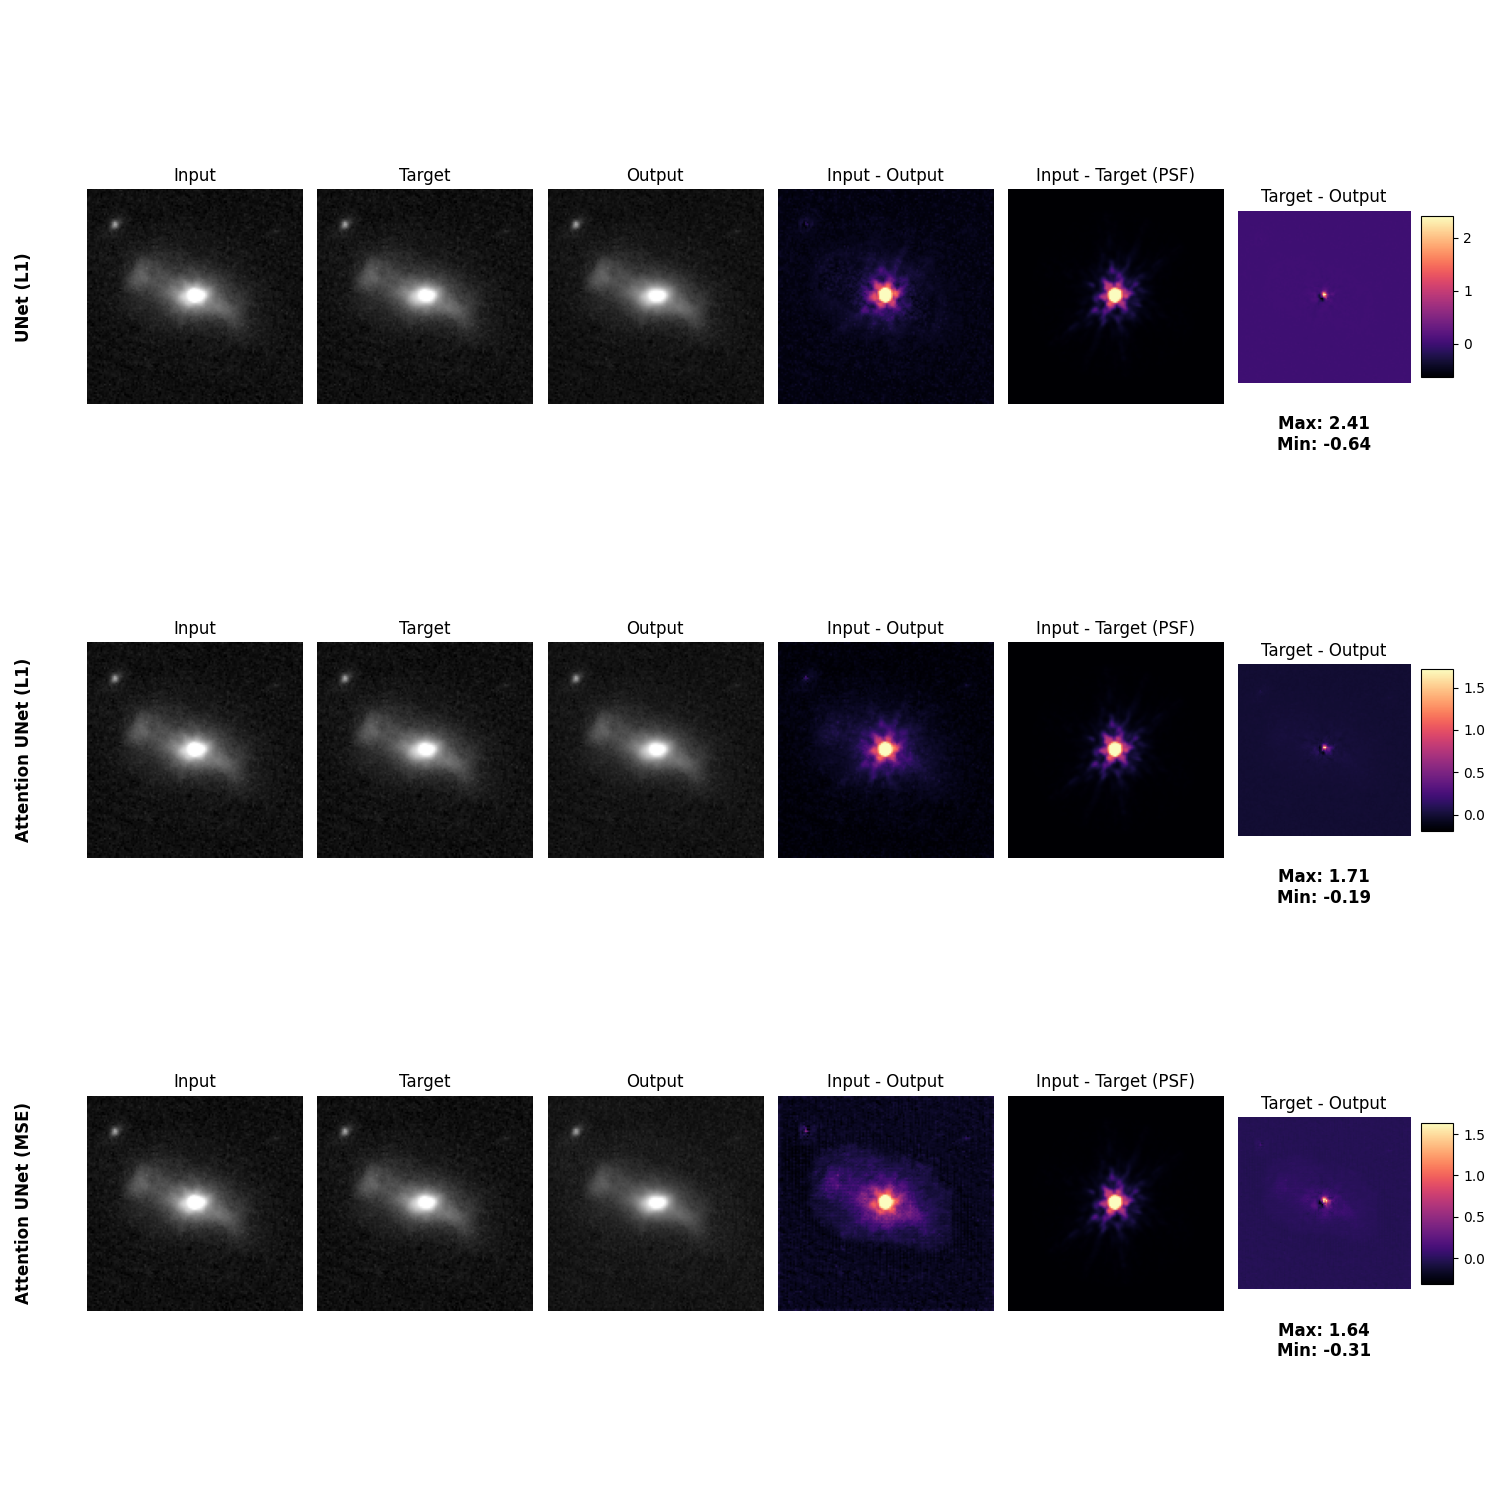 UNet (L1)
Input
Target
Output
Input - Output
Input - Target (PSF)
Target - Output
2
1
0
Max: 2.41
Min: -0.64
Attention UNet (L1)
Input
Target
Output
Input - Output
Input - Target (PSF)
Target - Output
1.5
1.0
0.5
0.0
Max: 1.71
Min: -0.19
Attention UNet (MSE)
Input
Target
Output
Input - Output
Input - Target (PSF)
Target - Output
1.5
1.0
0.5
0.0
Max: 1.64
Min: -0.31